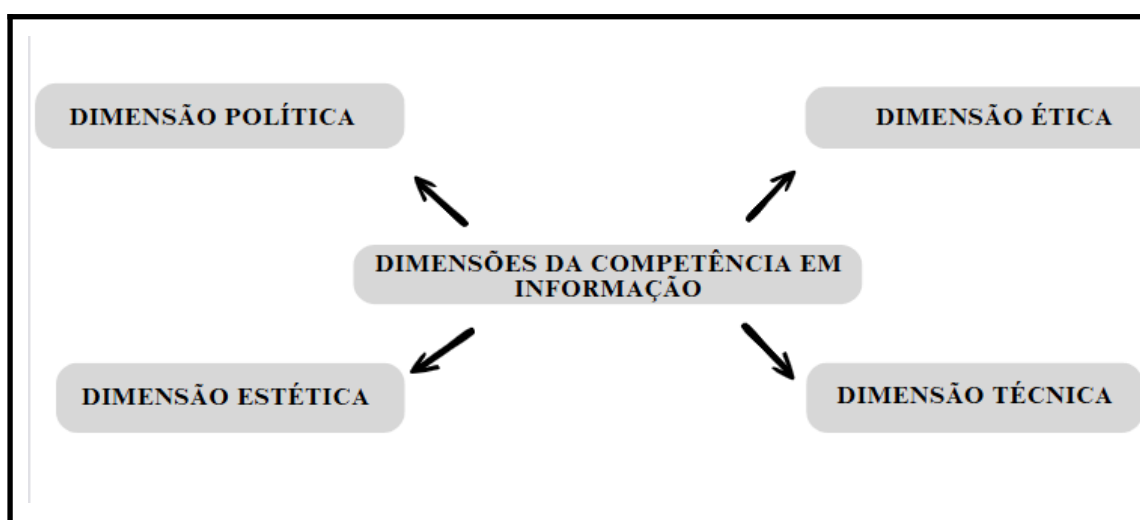 DIMENSÃO POLÍTICA
DIMENSÃO ÉTICA
DIMENSÕES DA COMPETÊNCIA EM
INFORMAÇÃO
DIMENSÃO ESTÉTICA
DIMENSÃO TÉCNICA